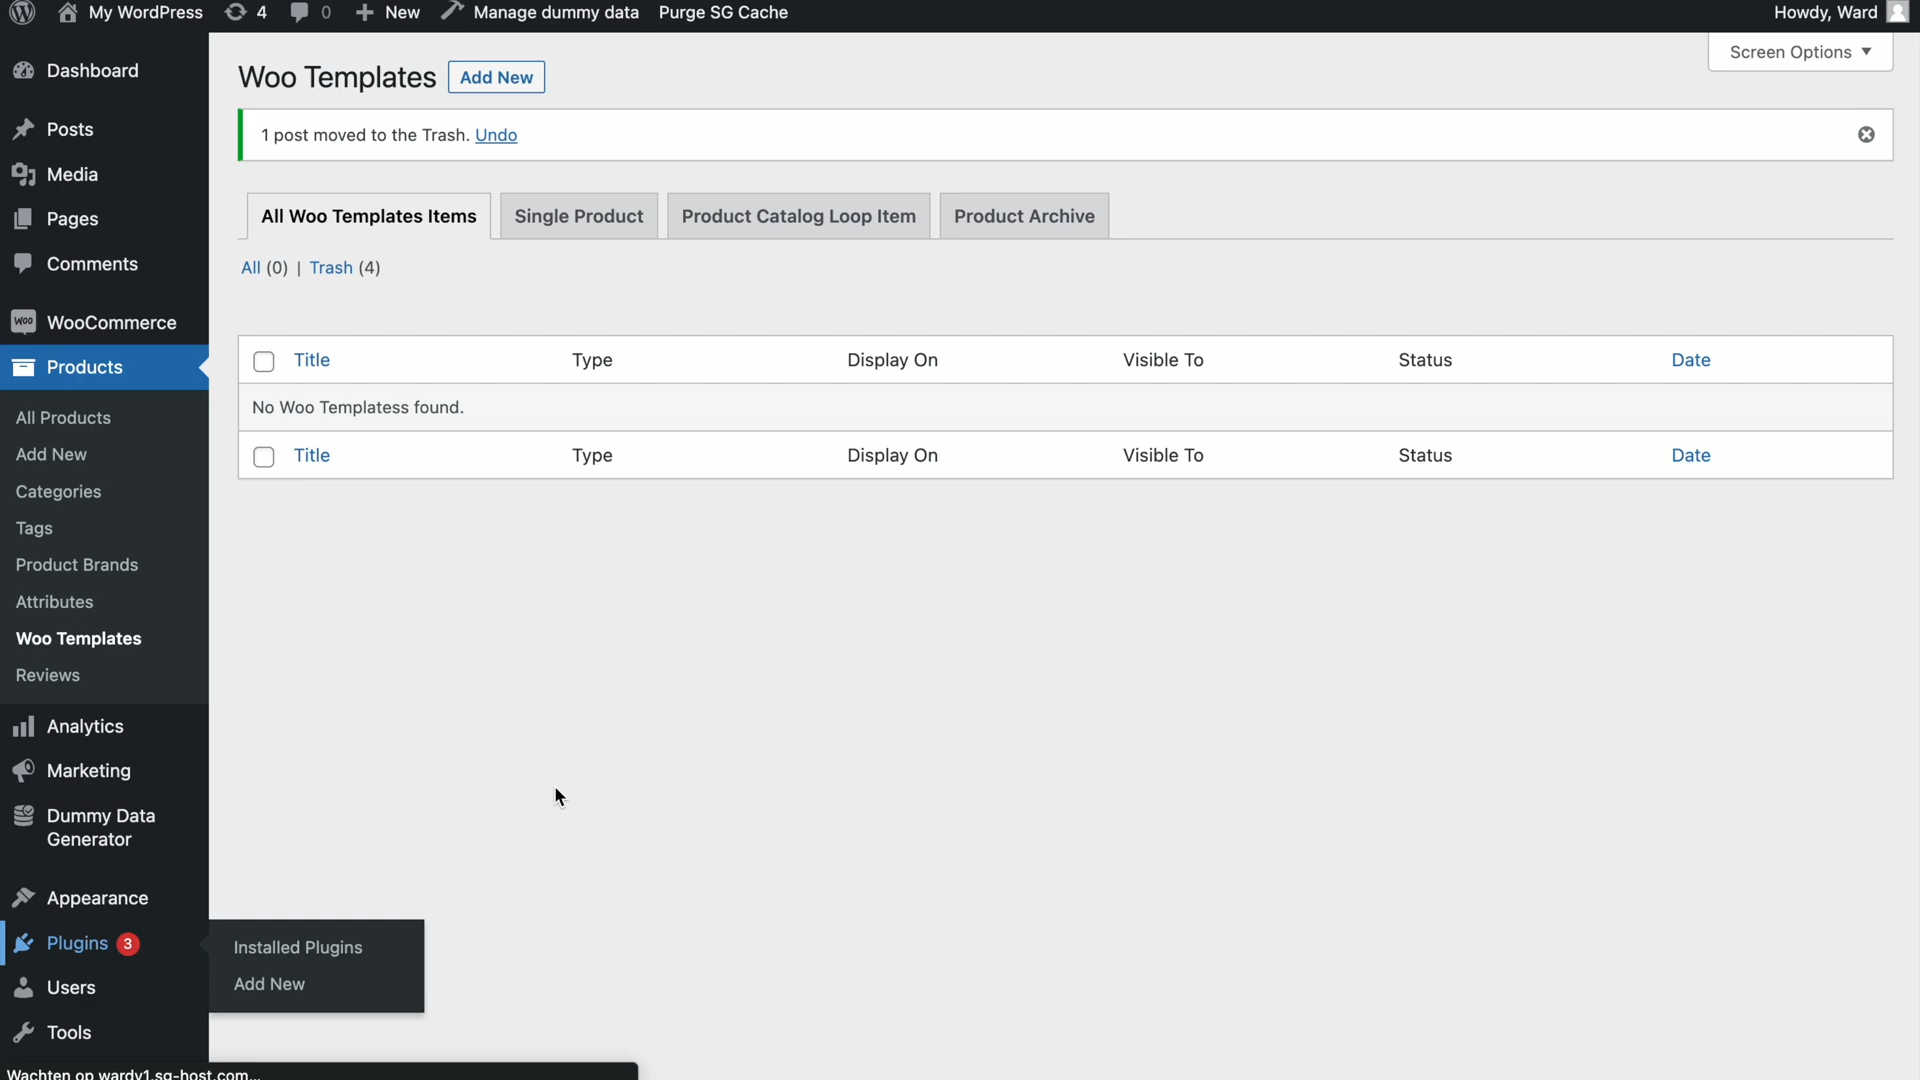 My WordPress 4 0 New Manage dummy data Purge SG Cache Howdy, Ward
Screen Options
Dashboard
Posts
Media
Pages
Comments
WOO WooCommerce
Products
All Products
Add New
Categories
Tags
Product Brands
Attributes
Woo Templates
Reviews
Analytics
Marketing
Dummy Data
Generator
Appearance
Plugins 3
Users
Tools
Installed Plugins
Add New
Woo Templates Add New
1 post moved to the Trash. Undo
All Woo Templates Items Single Product Product Catalog Loop Item Product Archive
All (0) | Trash (4)
Title Type Display On Visible To Status Date
No Woo Templatess found.
Title Type Display On Visible To Status Date
Wachten op wardy1.sg-host.com...